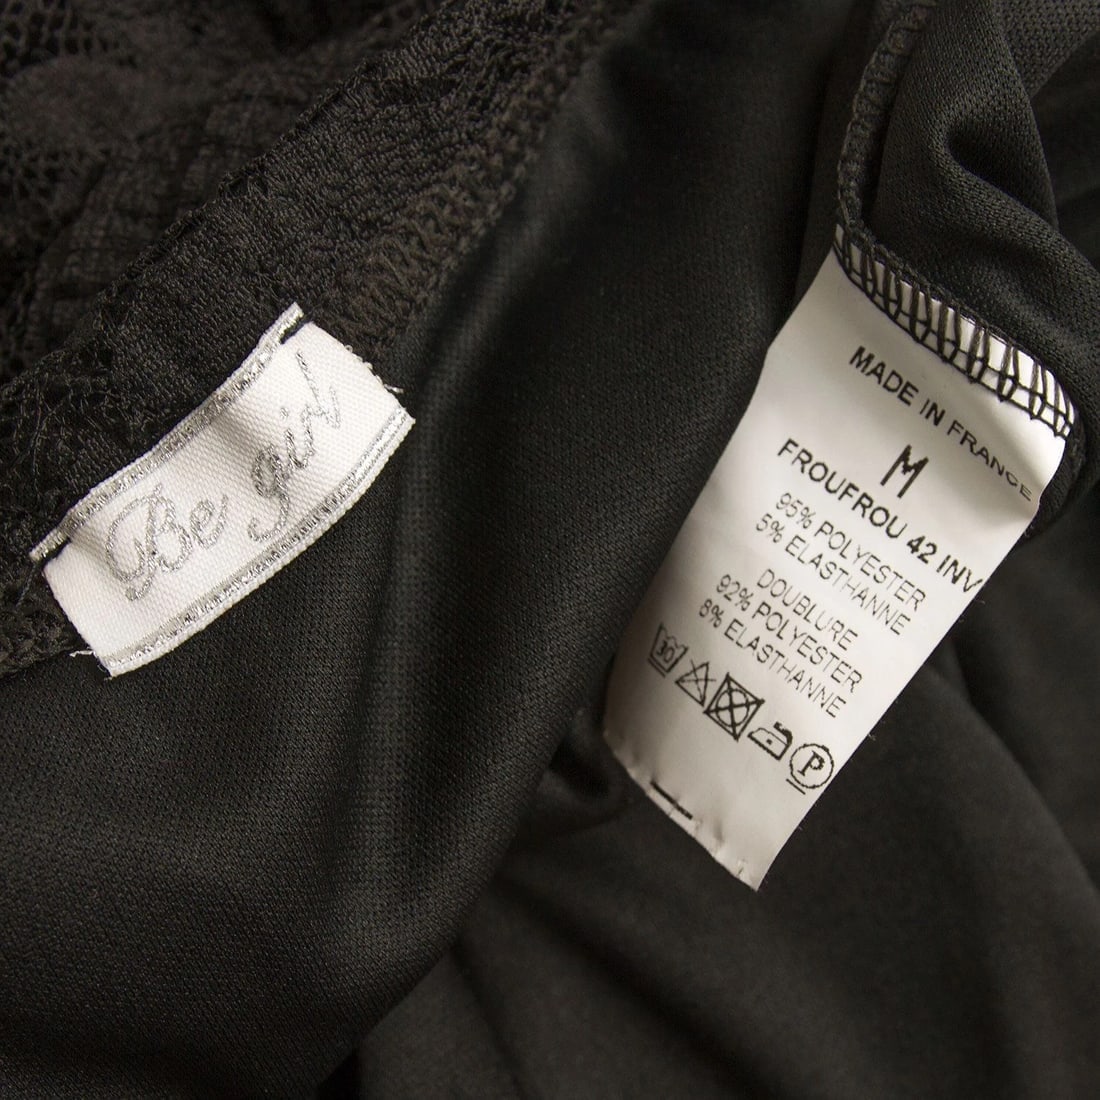 Be girl
MADE IN FRANCE
M
FROUFROU 42 INV
95% POLYESTER
5% ELASTHANNE
DOUBLURE
92% POLYESTER
8% ELASTHANNE
30
P